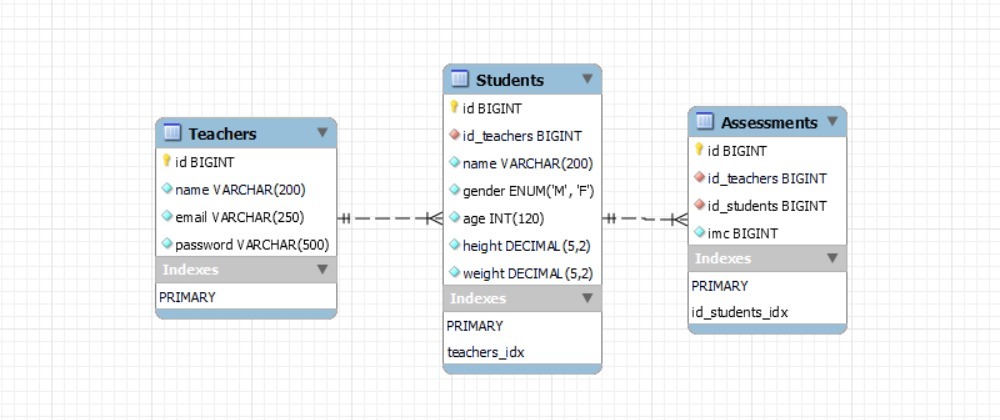 Teachers
id BIGINT
name VARCHAR(200)
email VARCHAR(250)
password VARCHAR(500)
Indexes
PRIMARY
Students
id BIGINT
id_teachers BIGINT
name VARCHAR(200)
gender ENUM('M', 'F')
age INT(120)
height DECIMAL(5,2)
weight DECIMAL(5,2)
Indexes
PRIMARY
teachers_idx
Assessments
id BIGINT
id_teachers BIGINT
id_students BIGINT
imc BIGINT
Indexes
PRIMARY
id_students_idx